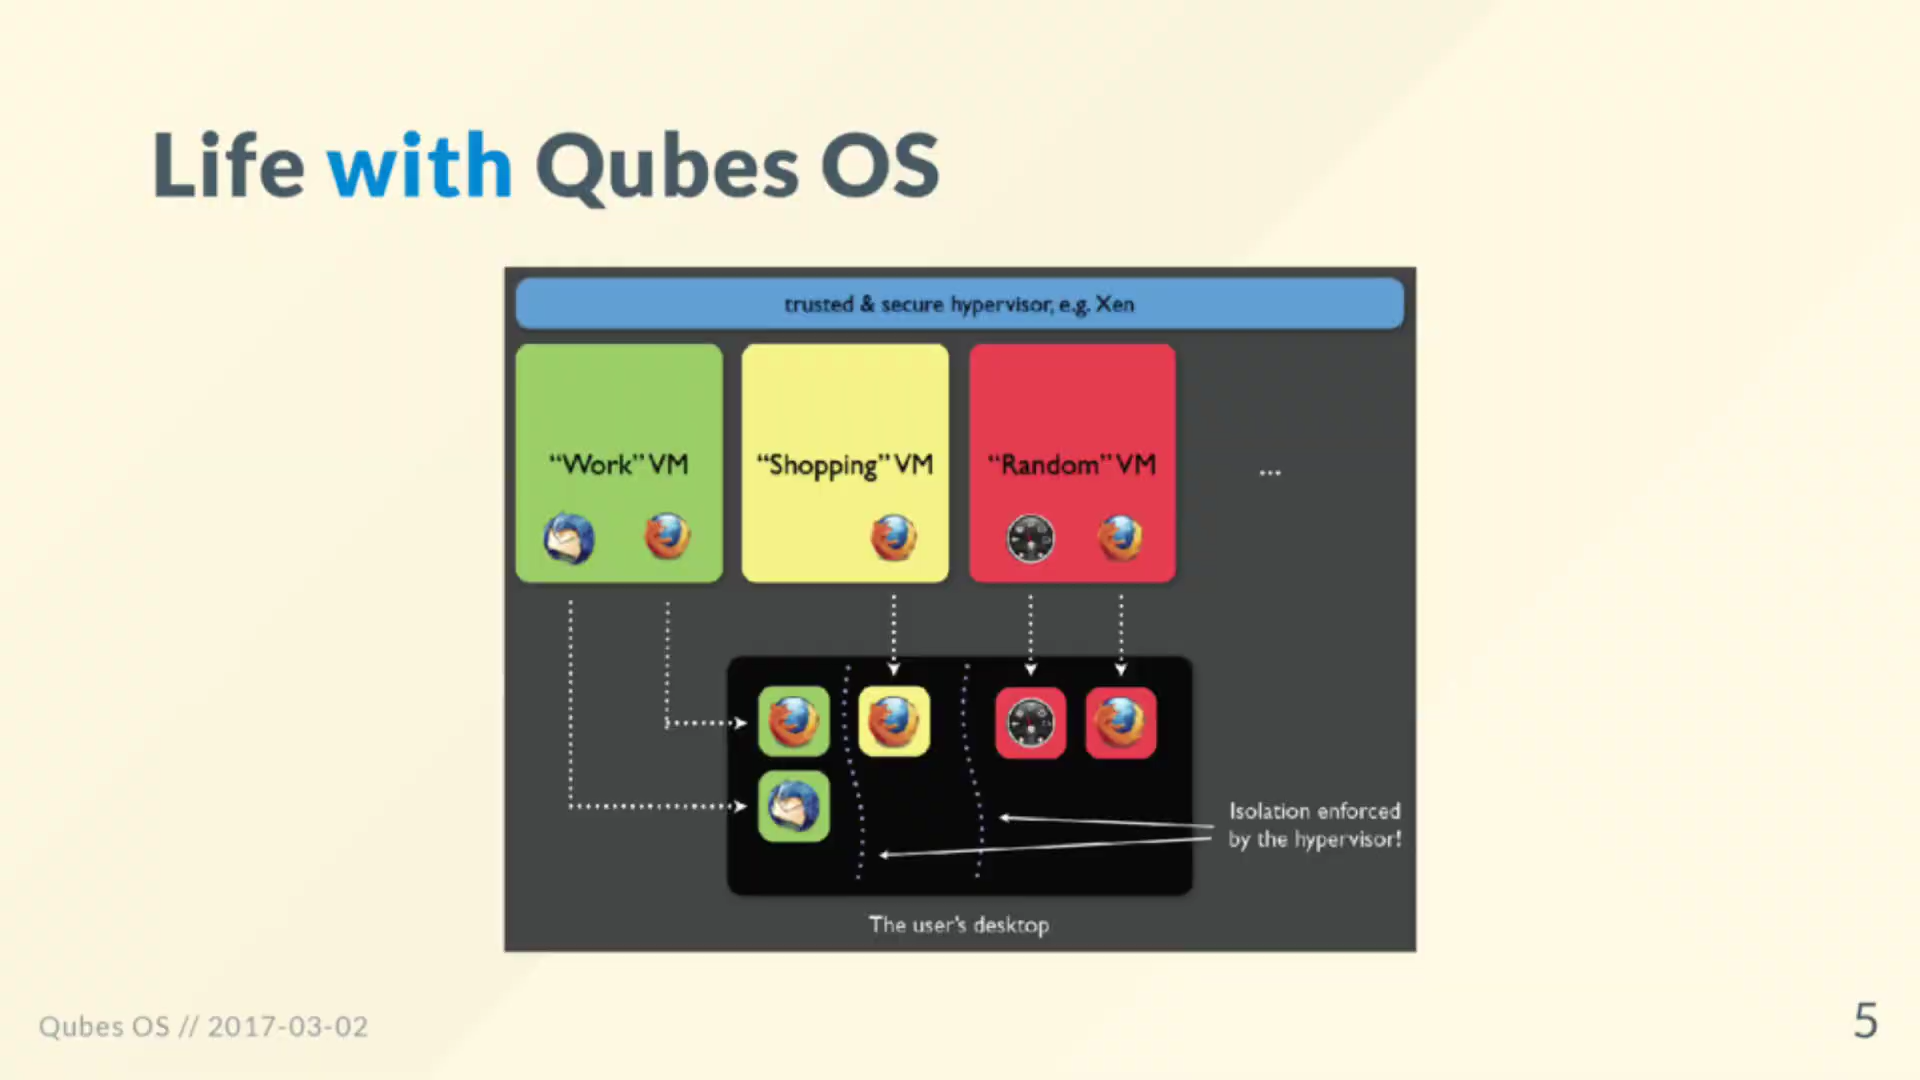 Life with Qubes OS
trusted & secure hypervisor, e.g. Xen
“Work” VM
“Shopping” VM
“Random” VM
...
Isolation enforced
by the hypervisor!
The user's desktop
Qubes OS // 2017-03-02
5